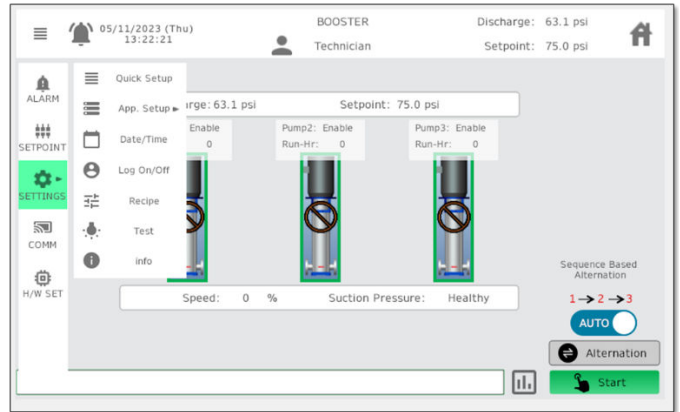 05/11/2023 (Thu)
13:22:21
BOOSTER
Technician
Discharge: 63.1 psi
Setpoint: 75.0 psi
ALARM
SETPOINT
SETTINGS
COMM
H/W SET
Quick Setup
App. Setup
Date/Time
Log On/Off
Recipe
Test
info
rge: 63.1 psi
Setpoint: 75.0 psi
Enable
0
Pump2: Enable
Run-Hr: 0
Pump3: Enable
Run-Hr: 0
Speed: 0 %
Suction Pressure: Healthy
Sequence Based
Alternation
1→2→3
AUTO
Alternation
Start